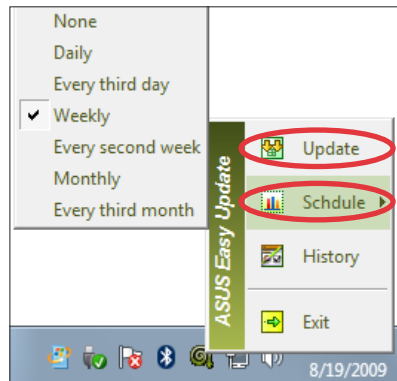 None
Daily
Every third day
Weekly
Every second week
Monthly
Every third month
ASUS Easy Update
Update
Schdule
History
Exit
8/19/2009